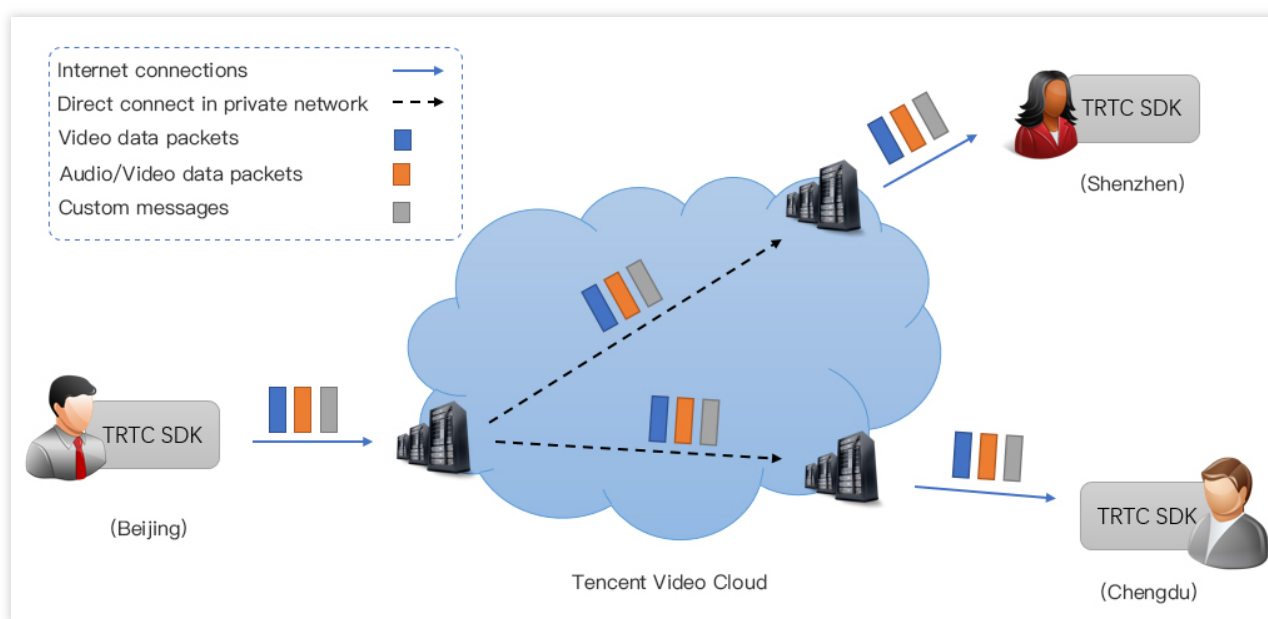 Internet connections
Direct connect in private network
Video data packets
Audio/Video data packets
Custom messages
TRTC SDK
(Shenzhen)
TRTC SDK
(Beijing)
TRTC SDK
(Chengdu)
Tencent Video Cloud